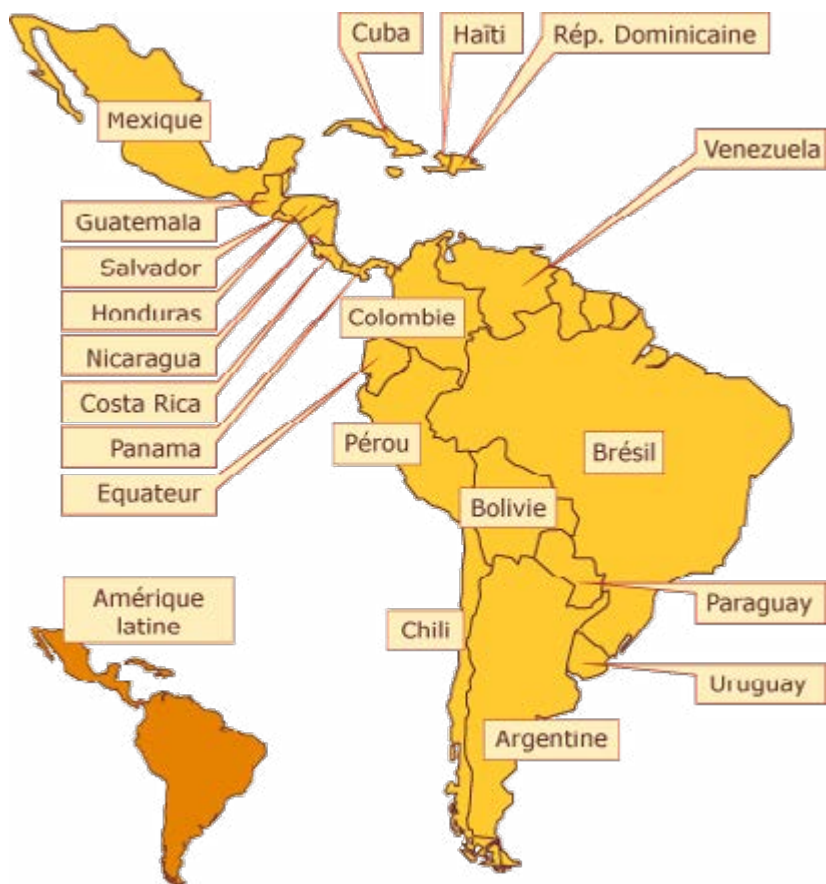 Cuba
Haïti
Rép. Dominicaine
Mexique
Venezuela
Guatemala
Salvador
Honduras
Colombie
Nicaragua
Costa Rica
Panama
Pérou
Brésil
Equateur
Bolivie
Amérique
latine
Chili
Paraguay
Uruguay
Argentine